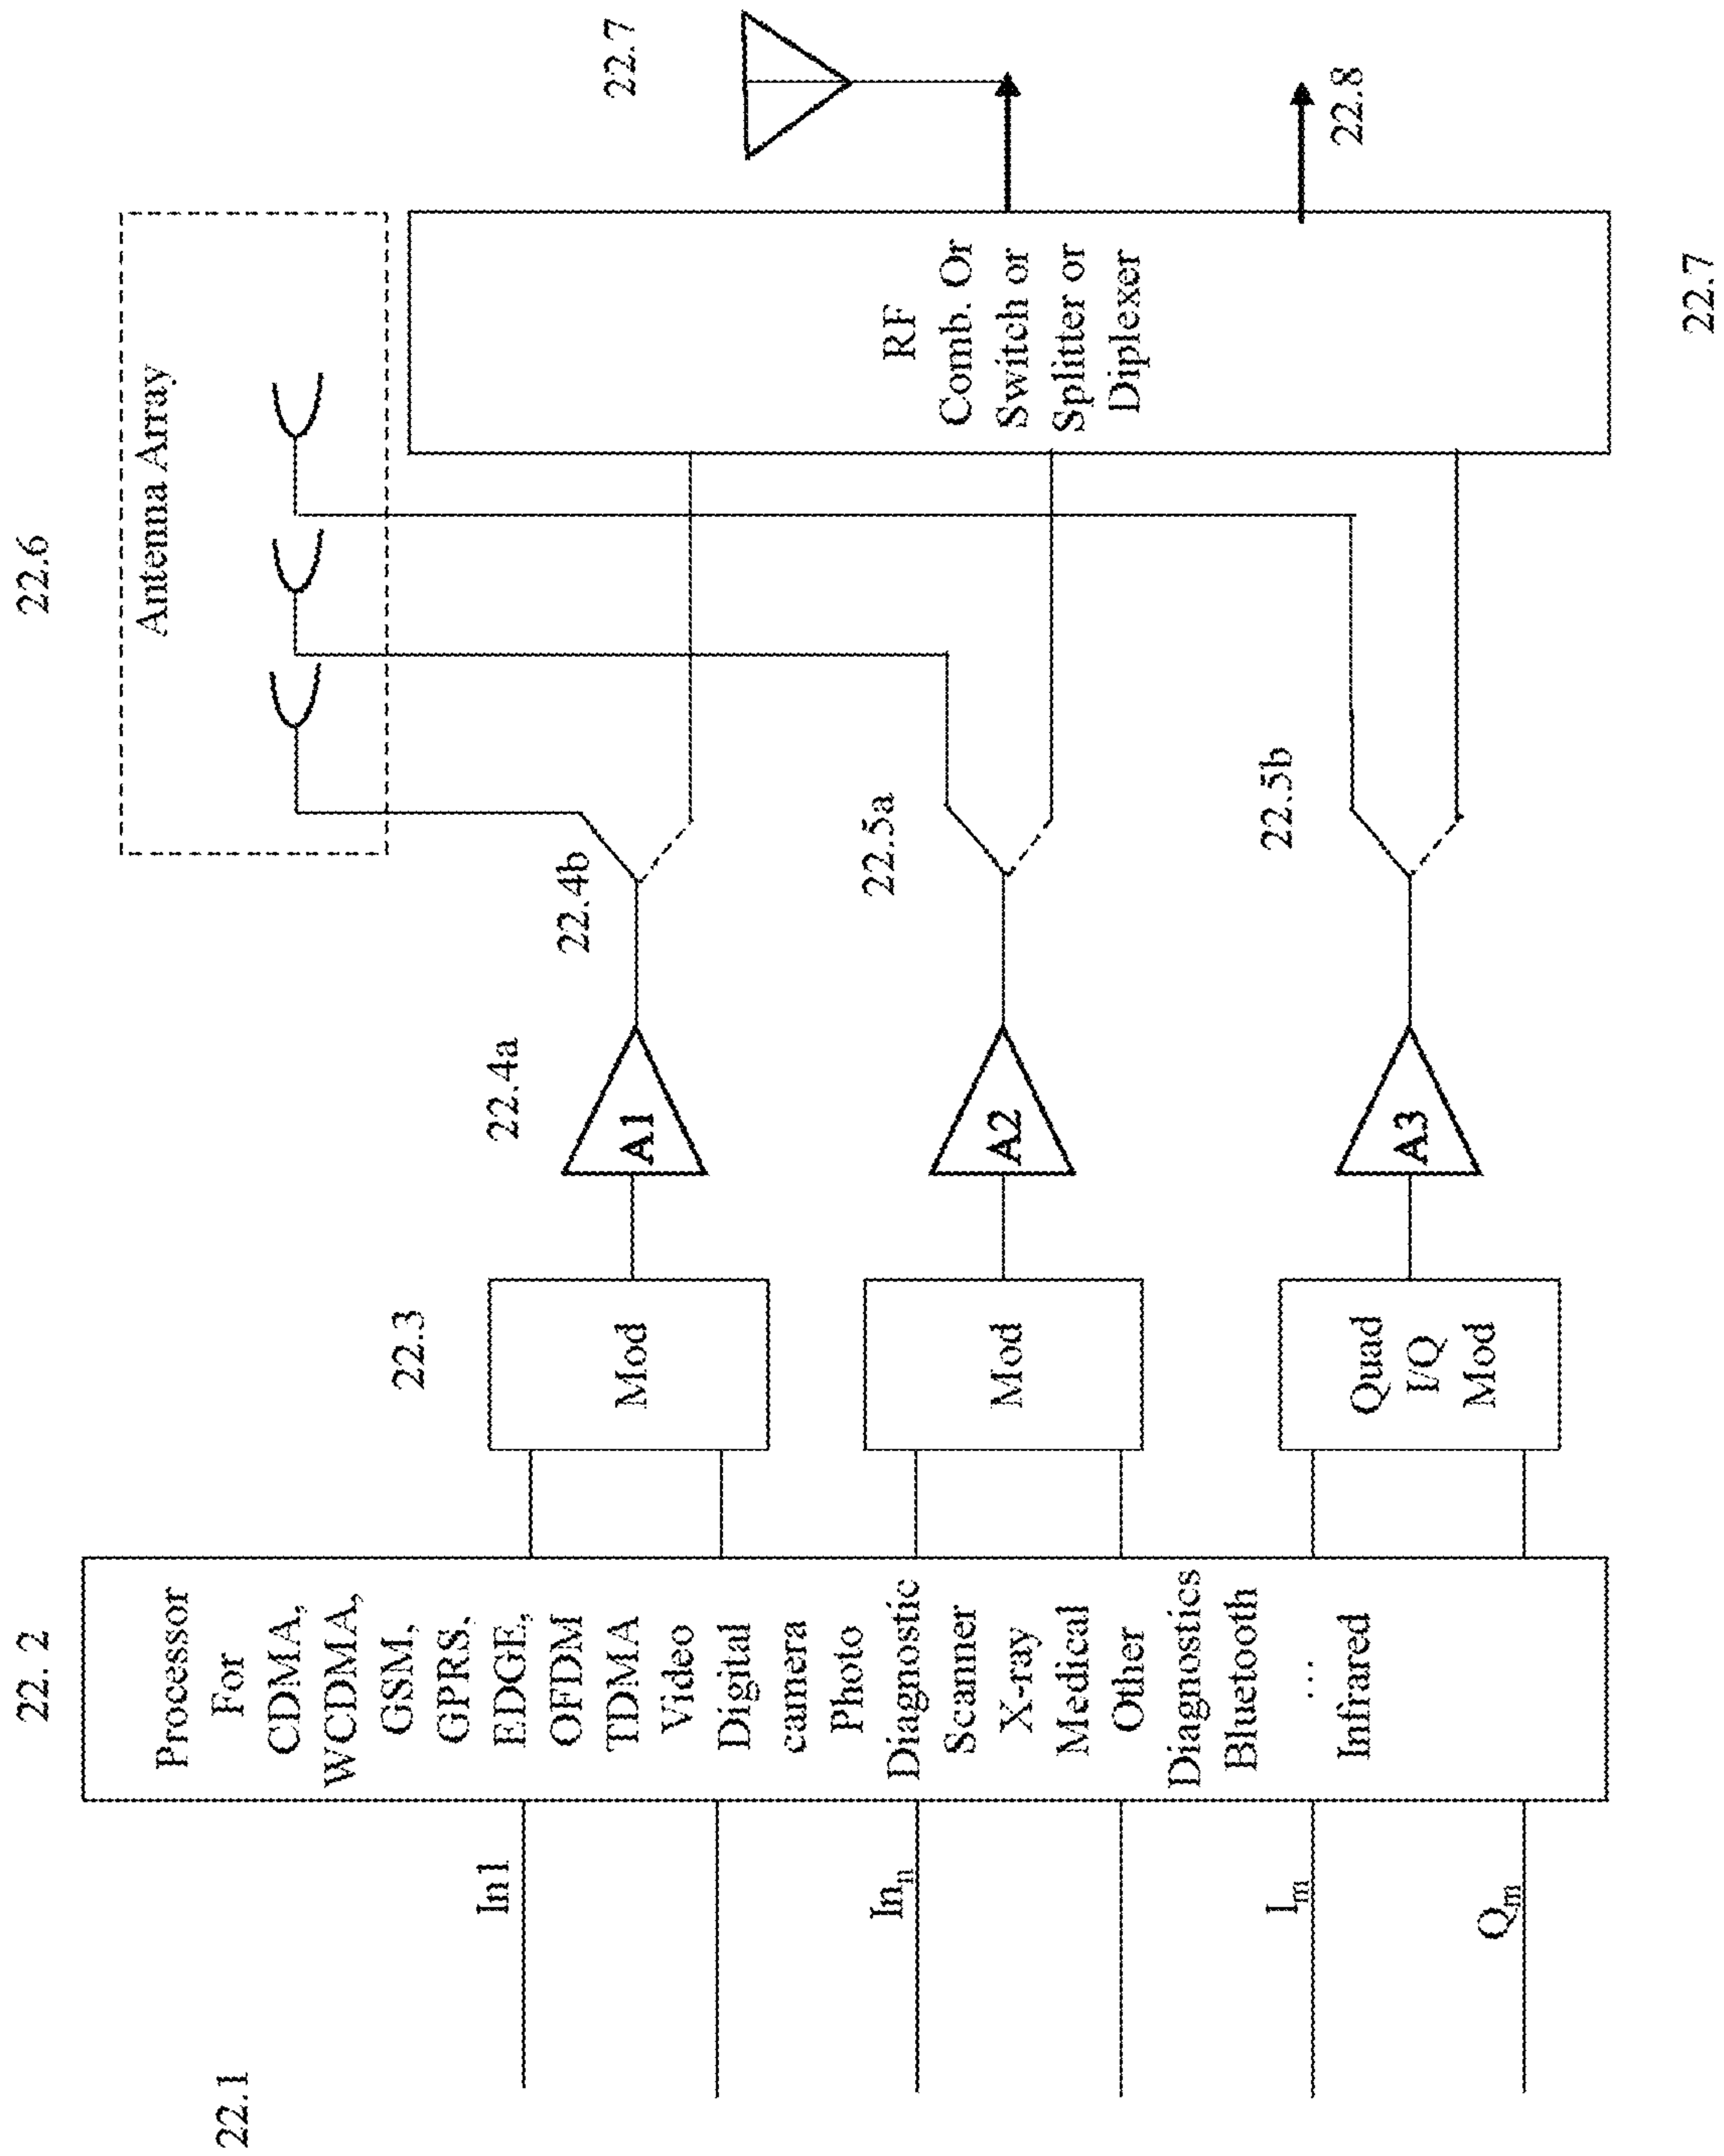 22.1
In1
In_n
I_m
Q_m
22. 2
Processor
For
CDMA,
WCDMA,
GSM,
GPRS,
EDGE,
OFDM
TDMA
Video
Digital
camera
Photo
Diagnostic
Scanner
X-ray
Medical
Other
Diagnostics
Bluetooth
...
Infrared
22.3
Mod
Mod
Quad
I/Q
Mod
22.4a
A1
A2
A3
22.4b
22.5a
22.5b
22.6
Antenna Array
RF
Comb. Or
Switch or
Splitter or
Diplexer
22.7
22.7
22.8